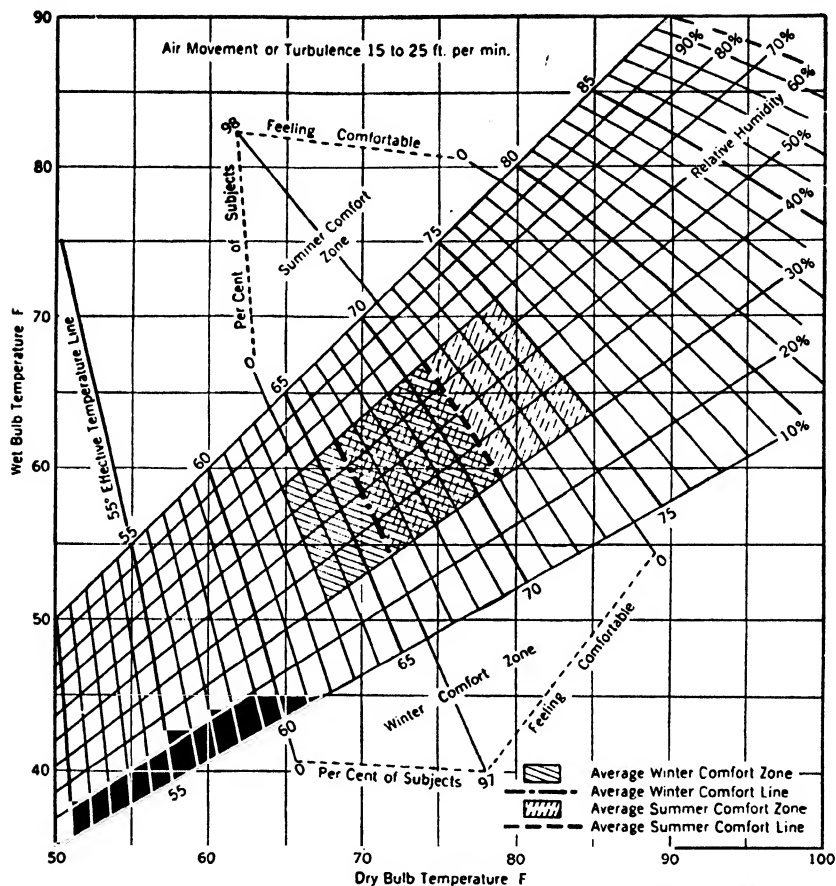 90
80
70
60
50
40
50
60
70
80
90
100
Wet Bulb Temperature F
Dry Bulb Temperature F
Air Movement or Turbulence 15 to 25 ft. per min.
98
Feeling Comfortable
0
Per Cent of Subjects
0
Summer Comfort
Zone
55° Effective Temperature Line
55
60
65
70
75
80
85
90%
80%
70%
60%
50%
40%
30%
20%
10%
Relative Humidity
55
60
65
70
75
0
Winter Comfort Zone
Feeling Comfortable
0
Per Cent of Subjects
97
Average Winter Comfort Zone
Average Winter Comfort Line
Average Summer Comfort Zone
Average Summer Comfort Line